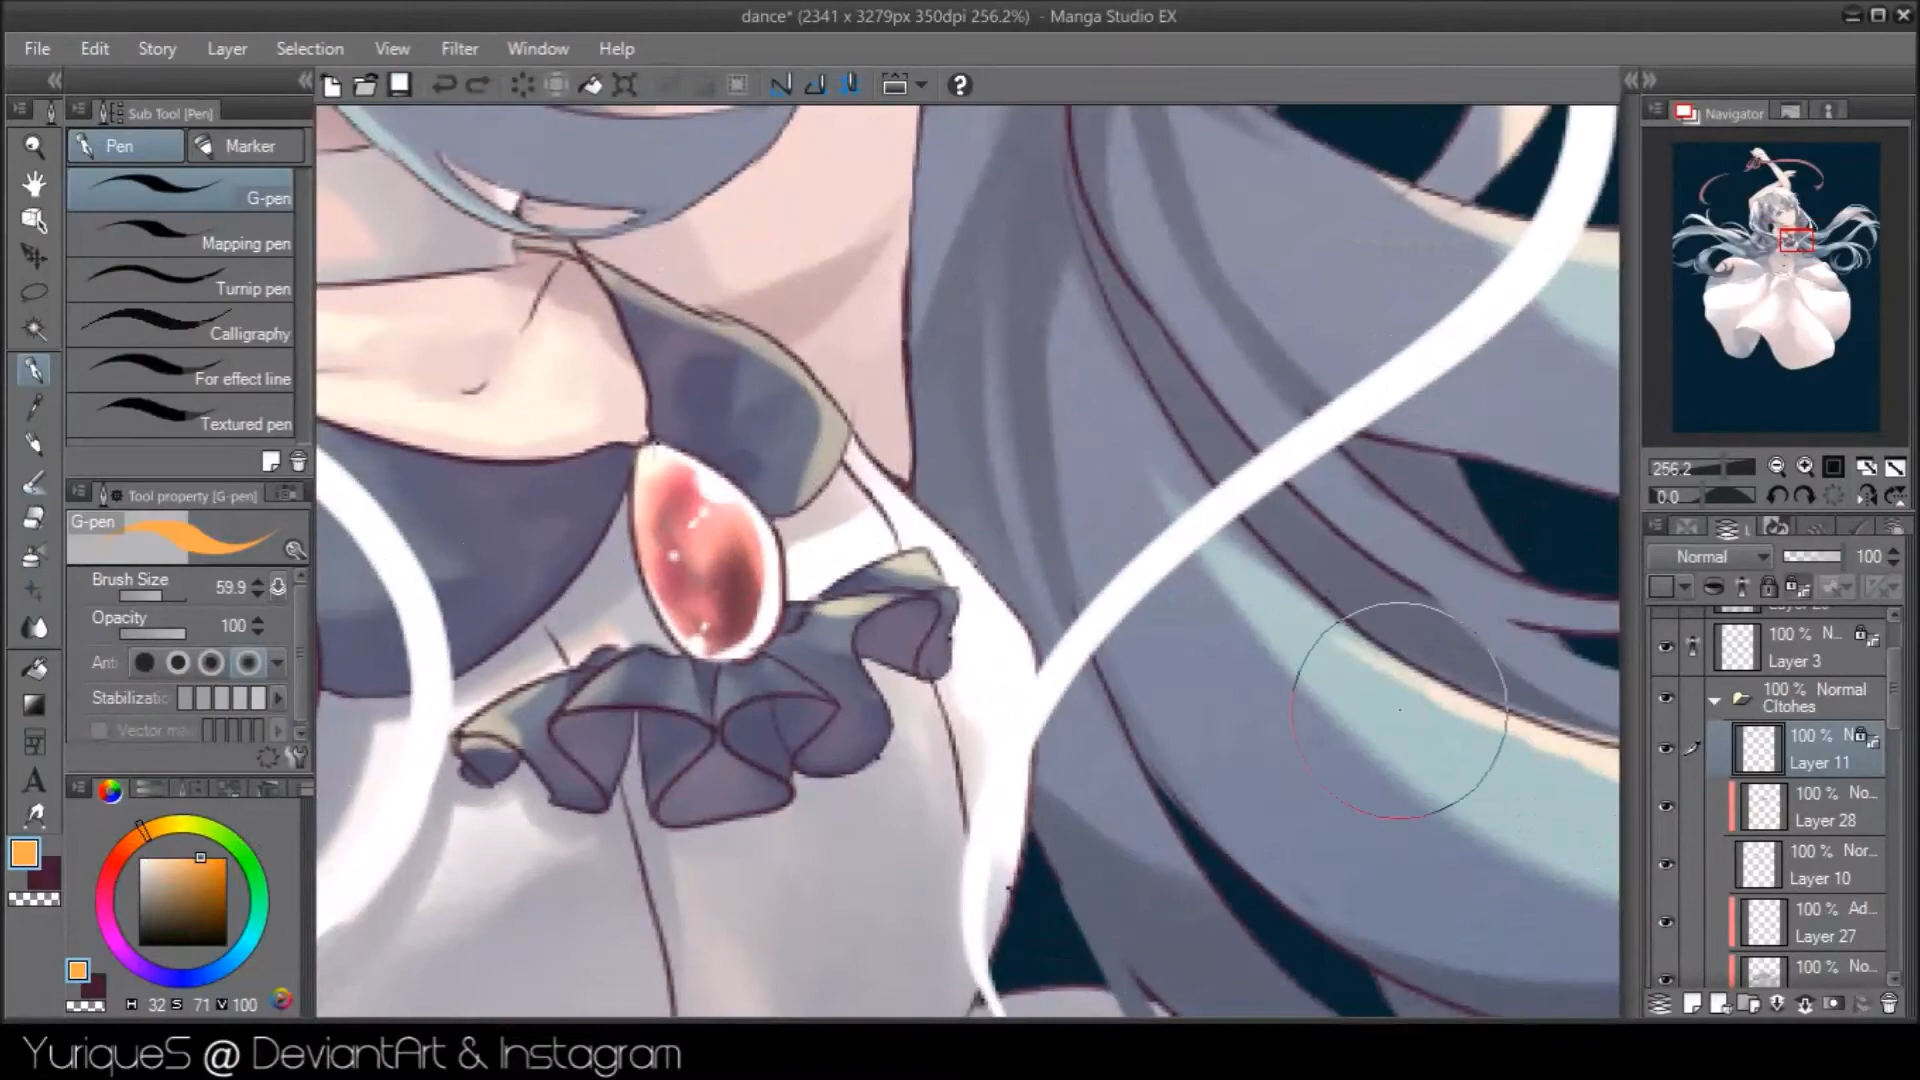 dance* (2341 x 3279px 350dpi 256.2%) - Manga Studio EX
File Edit Story Layer Selection View Filter Window Help
Sub Tool [Pen]
Pen Marker
G-pen
Mapping pen
Turnip pen
Calligraphy
For effect line
Textured pen
Tool property [G-pen]
G-pen
Brush Size 59.9
Opacity 100
Anti-
Stabilizatio
Vector ma
H 32 S 71 V 100
Navigator
256.2
0.0
Normal 100
100 % N...
Layer 3
100 % Normal
Cltohes
100 % N
Layer 11
100 % No...
Layer 28
100 % Nor...
Layer 10
100 % Ad...
Layer 27
100 % No...
YuriqueS @ DeviantArt & Instagram